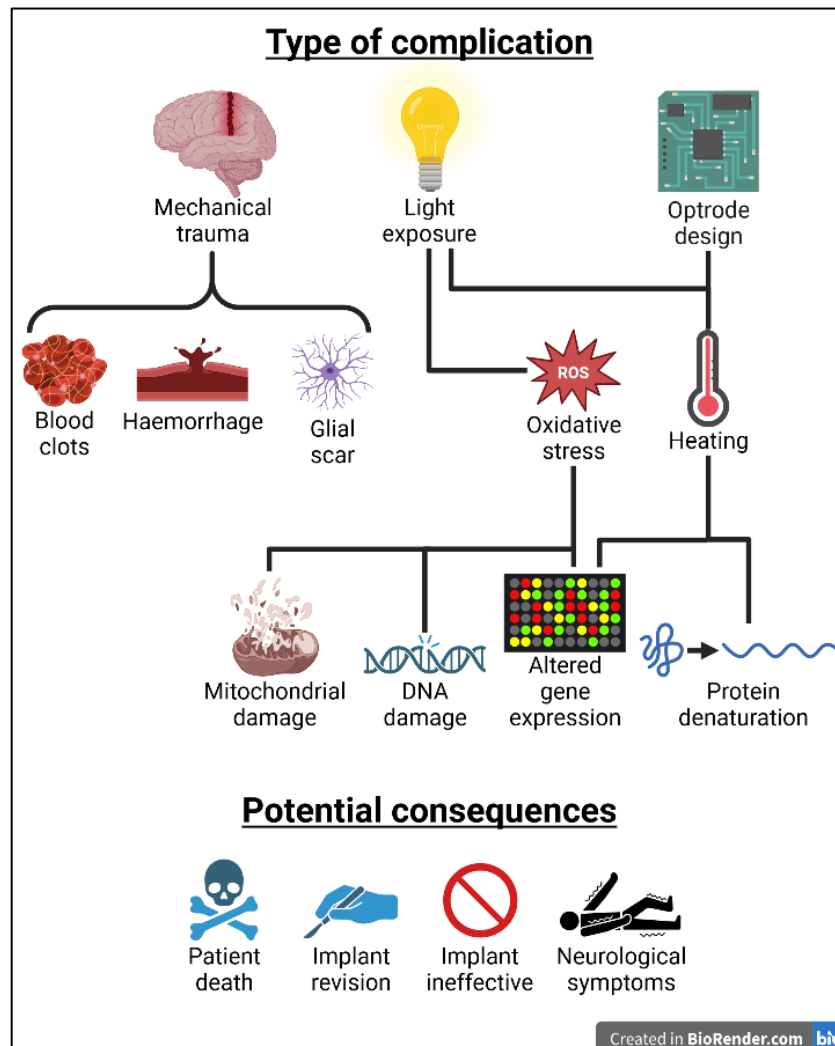 Type of complication
Mechanical
trauma
Light
exposure
Optrode
design
Blood
clots
Haemorrhage
Glial
scar
ROS
Oxidative
stress
Heating
Mitochondrial
damage
DNA
damage
Altered
gene
expression
Protein
denaturation
Potential consequences
Patient
death
Implant
revision
Implant
ineffective
Neurological
symptoms
Created in BioRender.com